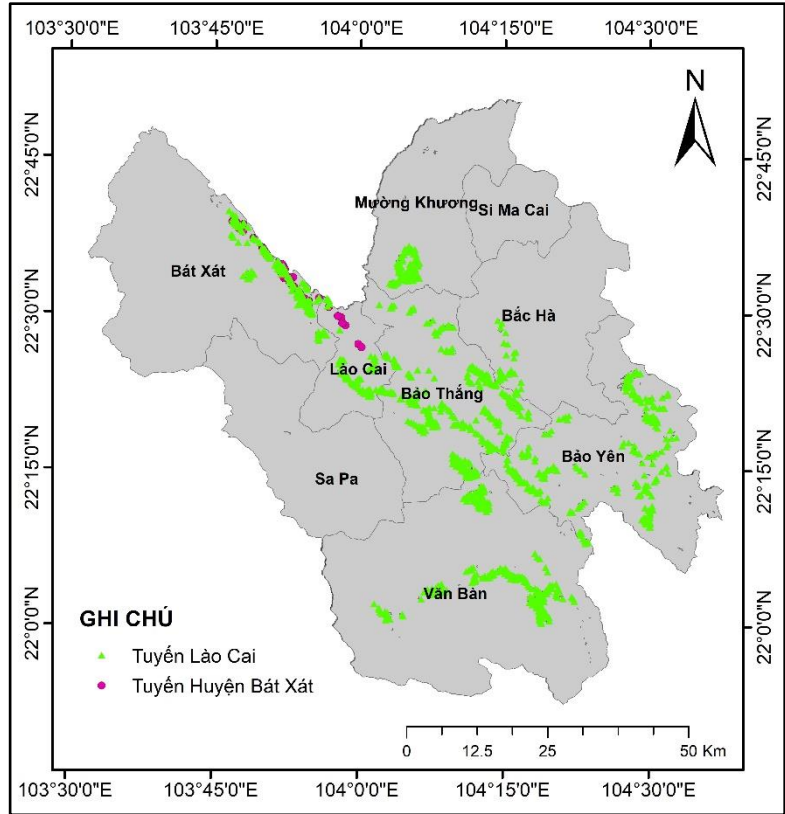 103°30'0"E 103°45'0"E 104°0'0"E 104°15'0"E 104°30'0"E
N
22°45'0"N 22°45'0"N
Mường Khương
Si Ma Cai
Bát Xát
22°30'0"N 22°30'0"N
Bắc Hà
Lào Cai
Bảo Thắng
Bảo Yên
22°15'0"N 22°15'0"N
Sa Pa
Văn Bàn
22°0'0"N 22°0'0"N
GHI CHÚ
Tuyến Lào Cai
Tuyến Huyện Bát Xát
0 12.5 25 50 Km
103°30'0"E 103°45'0"E 104°0'0"E 104°15'0"E 104°30'0"E